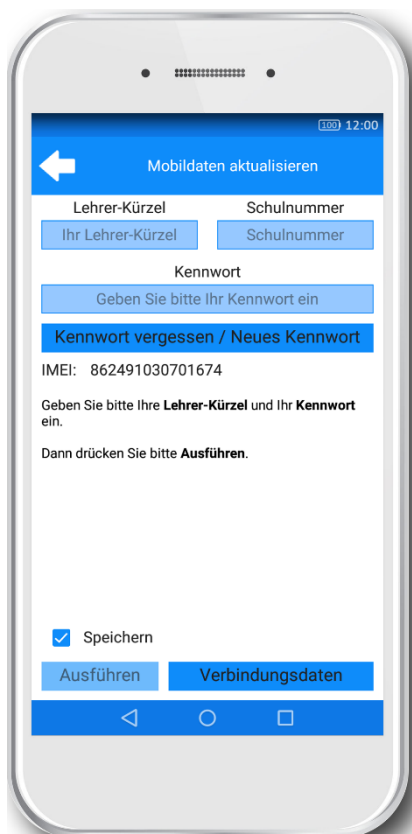 100 12:00
Mobildaten aktualisieren
Lehrer-Kürzel Schulnummer
Ihr Lehrer-Kürzel Schulnummer
Kennwort
Geben Sie bitte Ihr Kennwort ein
Kennwort vergessen / Neues Kennwort
IMEI: 862491030701674
Geben Sie bitte Ihre Lehrer-Kürzel und Ihr Kennwort
ein.
Dann drücken Sie bitte Ausführen.
Speichern
Ausführen Verbindungsdaten